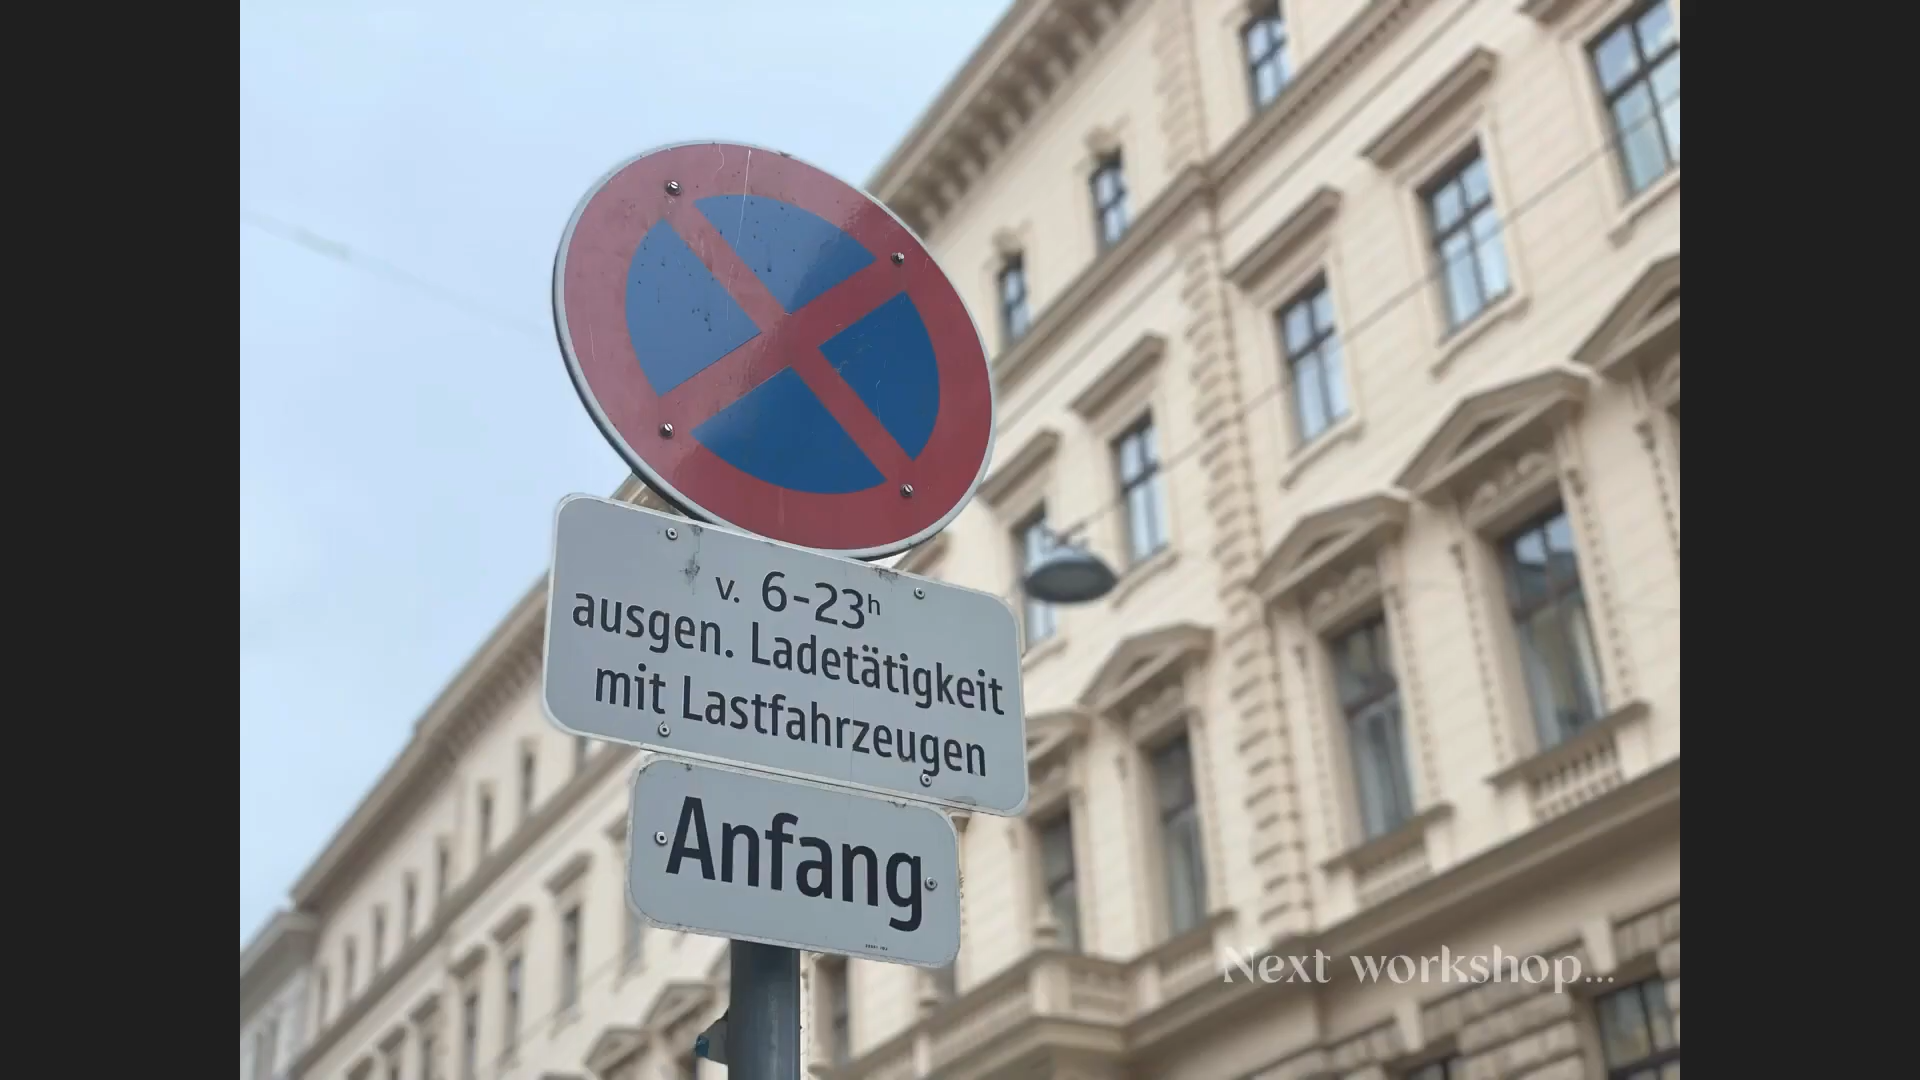 v. 6-23h
ausgen. Ladetätigkeit
mit Lastfahrzeugen
Anfang
Next workshop...